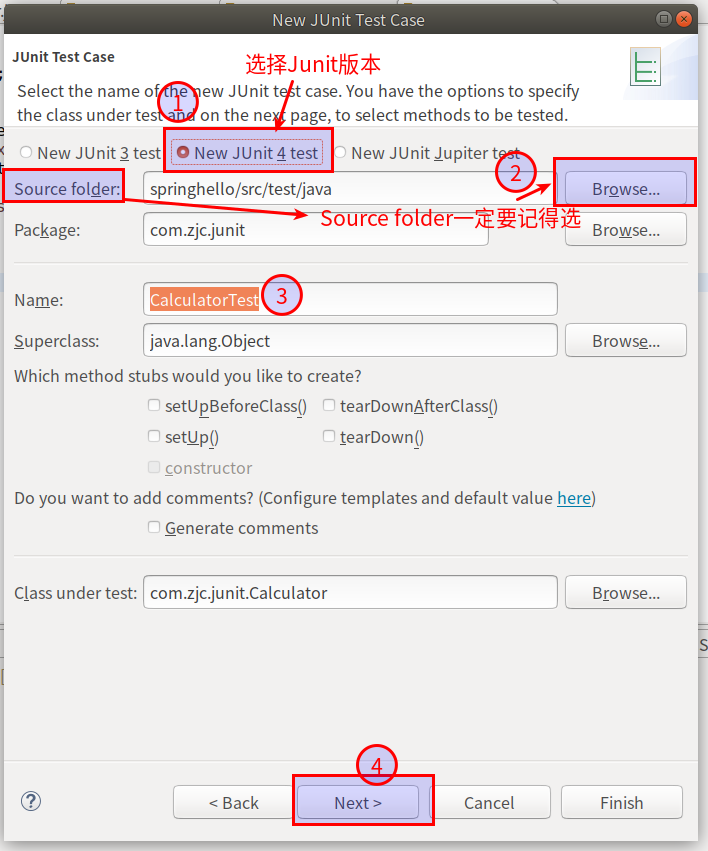 New JUnit Test Case
JUnit Test Case
选择Junit版本
Select the name of the new JUnit test case. You have the options to specify
the class under test and on the next page, to select methods to be tested.
1
New JUnit 3 test
New JUnit 4 test
New JUnit Jupiter test
2
Source folder:
springhello/src/test/java
Browse...
Source folder一定要记得选
Package:
com.zjc.junit
Browse...
Name:
CalculatorTest
3
Superclass:
java.lang.Object
Browse...
Which method stubs would you like to create?
setUpBeforeClass()
tearDownAfterClass()
setUp()
tearDown()
constructor
Do you want to add comments? (Configure templates and default value here)
Generate comments
Class under test:
com.zjc.junit.Calculator
Browse...
4
?
< Back
Next >
Cancel
Finish